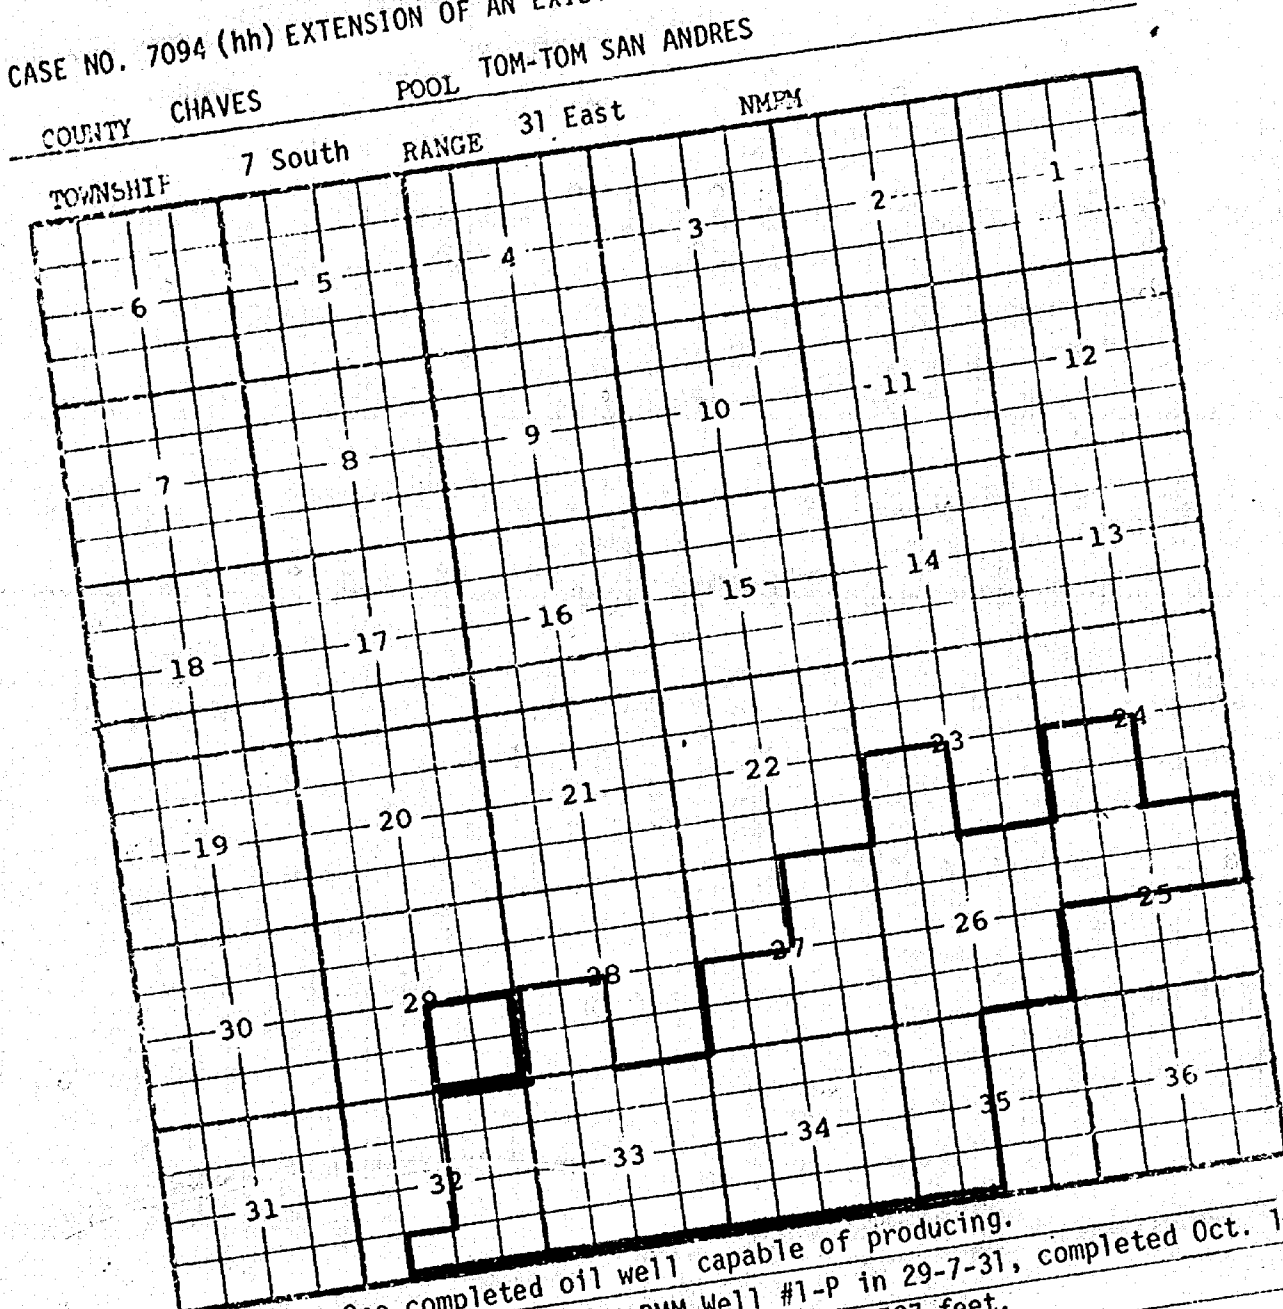 CASE NO. 7094 (hh) EXTENSION OF AN
COUNTY CHAVES POOL TOM-TOM SAN ANDRES
TOWNSHIP 7 South RANGE 31 East NMPM
6 5 4 3 2 1
7 8 9 10 11 12
18 17 16 15 14 13
19 20 21 22 23 24
30 29 28 27 26 25
31 32 33 34 35 36
completed oil well capable of producing.
Well #1-P in 29-7-31, completed Oct. 1
feet.